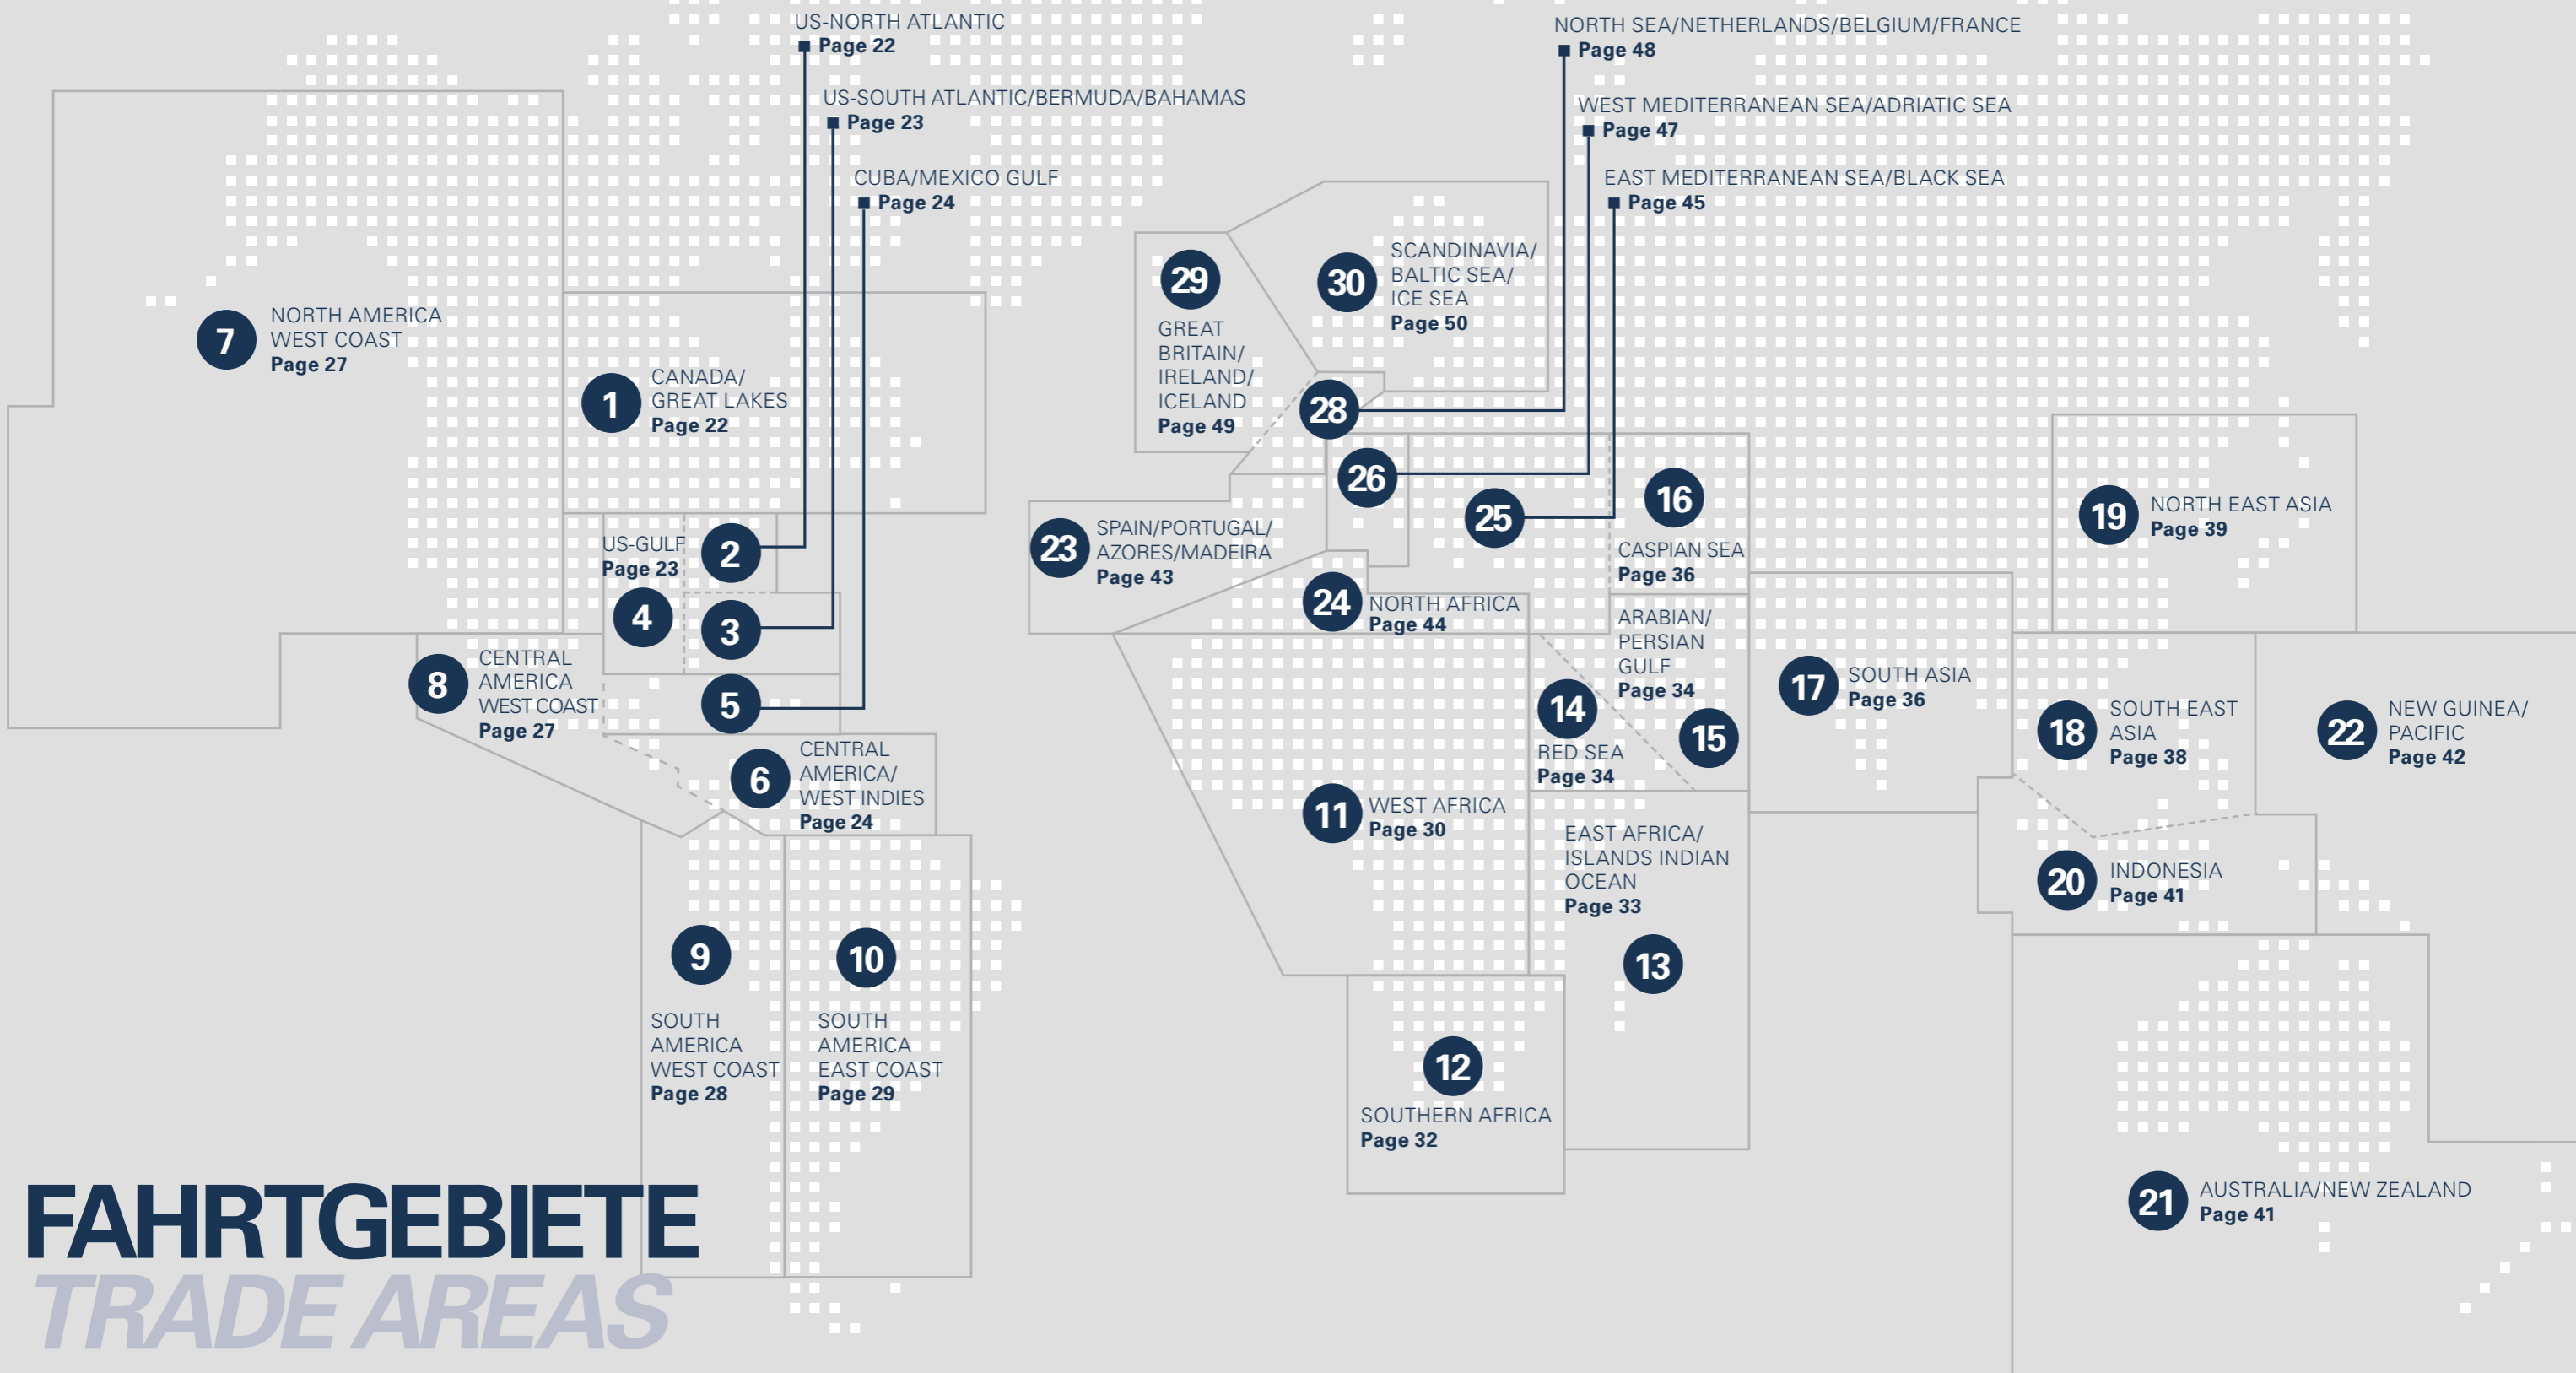 US-NORTH ATLANTIC
Page 22
US-SOUTH ATLANTIC/BERMUDA/BAHAMAS
Page 23
CUBA/MEXICO GULF
Page 24
NORTH SEA/NETHERLANDS/BELGIUM/FRANCE
Page 48
WEST MEDITERRANEAN SEA/ADRIATIC SEA
Page 47
EAST MEDITERRANEAN SEA/BLACK SEA
Page 45
7
NORTH AMERICA
WEST COAST
Page 27
1
CANADA/
GREAT LAKES
Page 22
29
GREAT
BRITAIN/
IRELAND/
ICELAND
Page 49
30
SCANDINAVIA/
BALTIC SEA/
ICE SEA
Page 50
28
26
25
16
CASPIAN SEA
Page 36
19
NORTH EAST ASIA
Page 39
US-GULF
Page 23
2
4
3
23
SPAIN/PORTUGAL/
AZORES/MADEIRA
Page 43
24
NORTH AFRICA
Page 44
ARABIAN/
PERSIAN
GULF
Page 34
15
14
RED SEA
Page 34
8
CENTRAL
AMERICA
WEST COAST
Page 27
5
6
CENTRAL
AMERICA/
WEST INDIES
Page 24
17
SOUTH ASIA
Page 36
18
SOUTH EAST
ASIA
Page 38
22
NEW GUINEA/
PACIFIC
Page 42
11
WEST AFRICA
Page 30
EAST AFRICA/
ISLANDS INDIAN
OCEAN
Page 33
13
20
INDONESIA
Page 41
9
SOUTH
AMERICA
WEST COAST
Page 28
10
SOUTH
AMERICA
EAST COAST
Page 29
12
SOUTHERN AFRICA
Page 32
21
AUSTRALIA/NEW ZEALAND
Page 41
FAHRTGEBIETE
TRADE AREAS